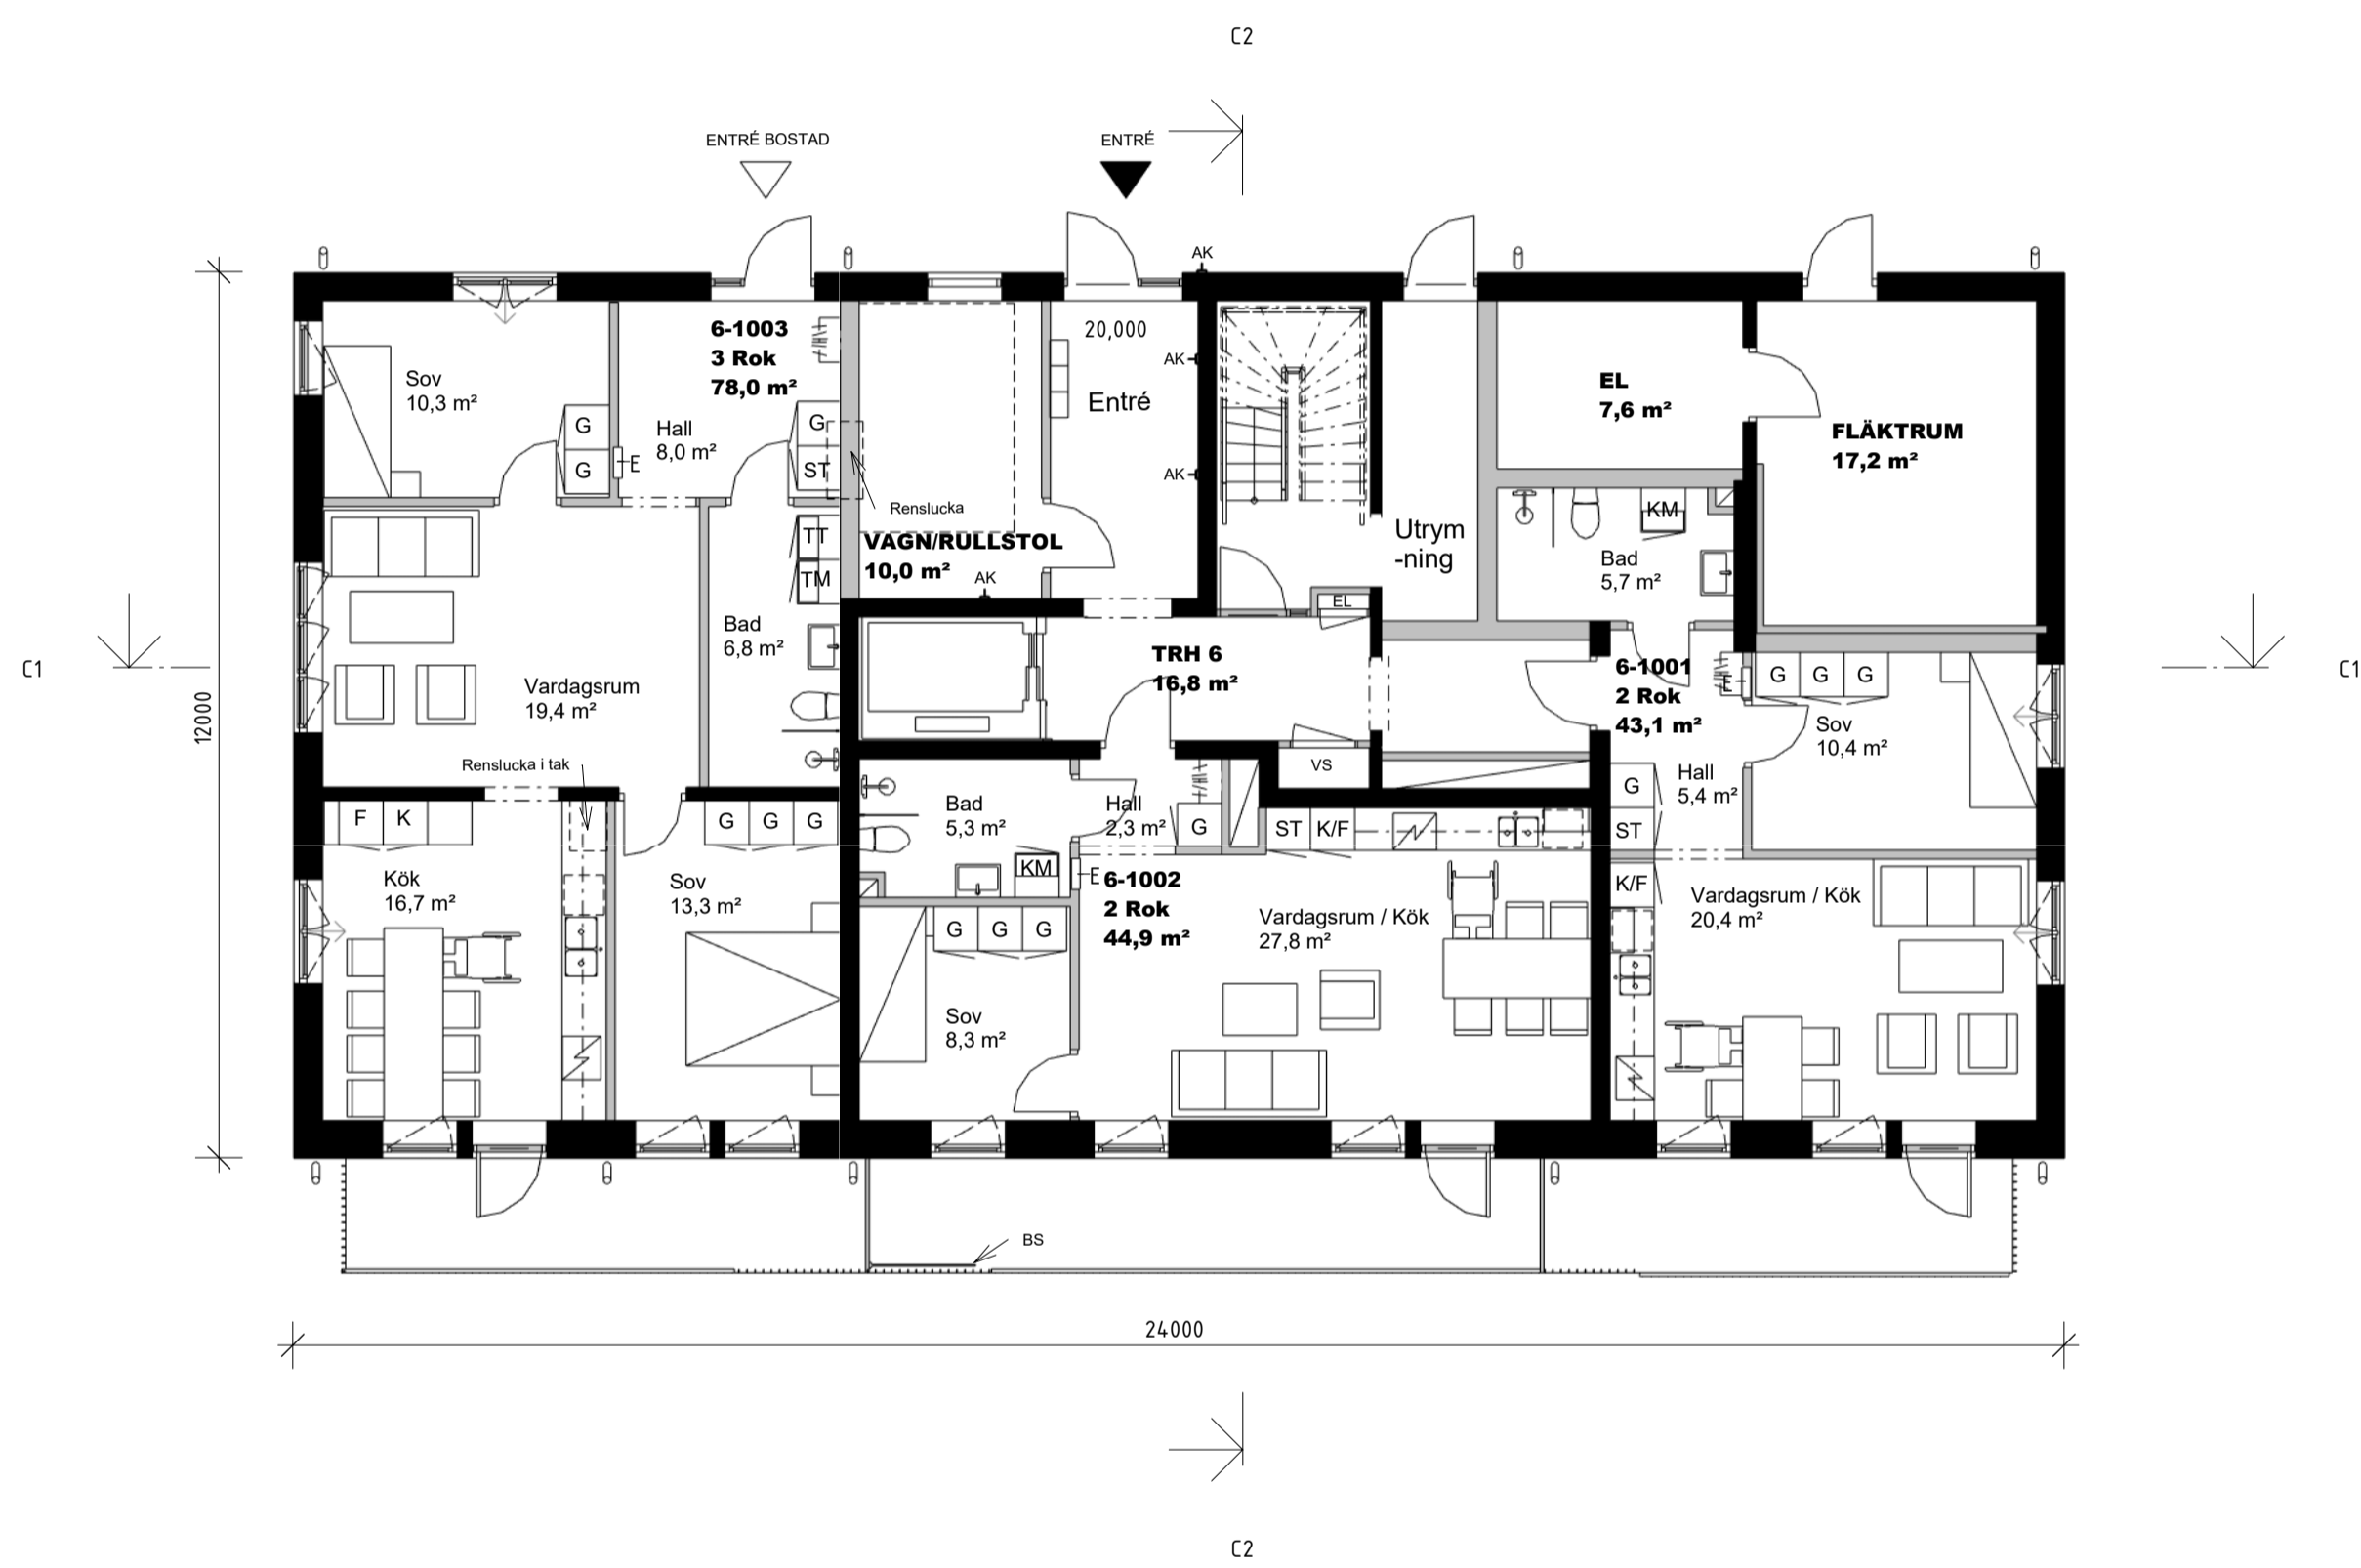 C2
ENTRÉ BOSTAD
ENTRÉ
AK
6-1003
3 Rok
78,0 m²
20,000
AK
Entré
AK
Sov
10,3 m²
G
G
Hall
8,0 m²
E
G
ST
Renslucka
VAGN/RULLSTOL
10,0 m²
AK
EL
7,6 m²
FLÄKTRUM
17,2 m²
Utrym
-ning
KM
Bad
5,7 m²
EL
TT
TM
Bad
6,8 m²
C1
12000
Vardagsrum
19,4 m²
Renslucka i tak
TRH 6
16,8 m²
VS
6-1001
2 Rok
43,1 m²
E
G
G
G
Sov
10,4 m²
C1
Hall
5,4 m²
G
ST
F
K
G
G
G
Bad
5,3 m²
Hall
2,3 m²
G
ST
K/F
KM
E
Kök
16,7 m²
Sov
13,3 m²
6-1002
2 Rok
44,9 m²
G
G
G
Vardagsrum / Kök
27,8 m²
K/F
Vardagsrum / Kök
20,4 m²
Sov
8,3 m²
BS
24000
C2